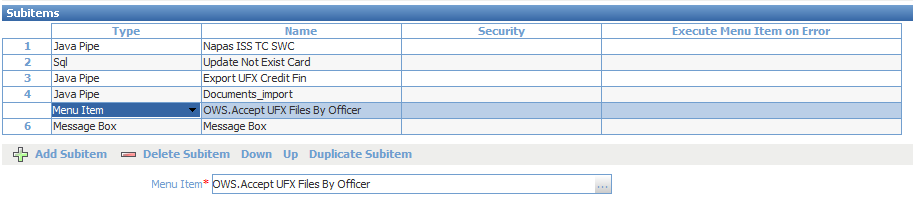 Subitems
Type Name Security Execute Menu Item on Error
1 Java Pipe Napas ISS TC SWC
2 Sql Update Not Exist Card
3 Java Pipe Export UFX Credit Fin
4 Java Pipe Documents_import
Menu Item OWS.Accept UFX Files By Officer
6 Message Box Message Box
Add Subitem Delete Subitem Down Up Duplicate Subitem
Menu Item* OWS.Accept UFX Files By Officer ...